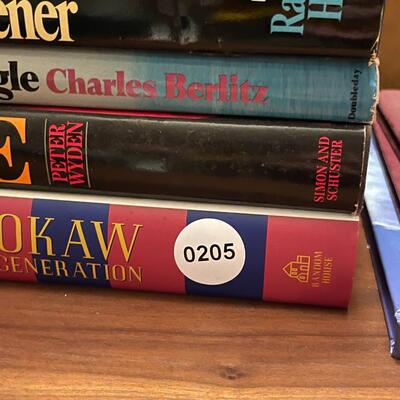 ener
Ra
H
gle Charles Berlitz
Doubleday
E
PETER
WYDEN
SIMON AND
SCHUSTER
OKAW
GENERATION
0205
RANDOM
HOUSE